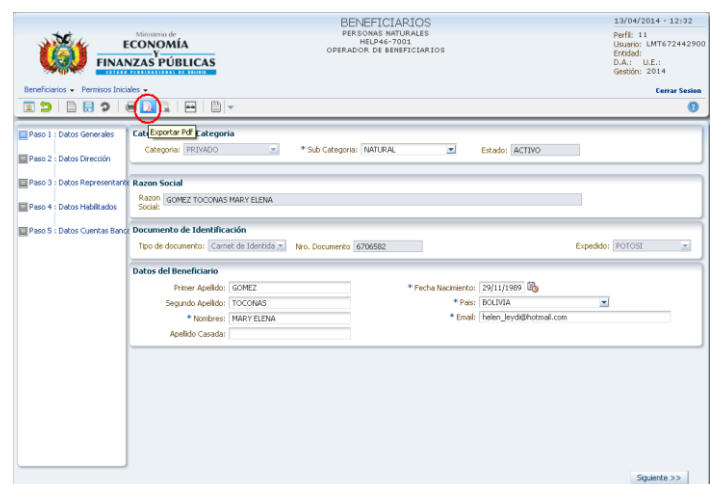 Ministerio de
ECONOMÍA
Y
FINANZAS PÚBLICAS
ESTADO PLURINACIONAL DE BOLIVIA
BENEFICIARIOS
PERSONAS NATURALES
HELP46-7001
OPERADOR DE BENEFICIARIOS
13/04/2014 - 12:32
Perfil: 11
Usuario: LMT672442900
Entidad:
D.A.: U.E.:
Gestión: 2014
Beneficiarios Permisos Iniciales
Cerrar Sesion
Exportar Pdf
Paso 1 : Datos Generales
Paso 2 : Datos Dirección
Paso 3 : Datos Representante
Paso 4 : Datos Habilitados
Paso 5 : Datos Cuentas Banc
Categoria
Categoria: PRIVADO * Sub Categoria: NATURAL Estado: ACTIVO
Razon Social
Razon Social: GOMEZ TOCONAS MARY ELENA
Documento de Identificación
Tipo de documento: Carnet de Identida Nro. Documento 6706582 Expedido: POTOSI
Datos del Beneficiario
Primer Apellido: GOMEZ * Fecha Nacimiento: 29/11/1989
Segundo Apellido: TOCONAS * Pais: BOLIVIA
* Nombres: MARY ELENA * Email: helen_leydi@hotmail.com
Apellido Casada:
Siguiente >>